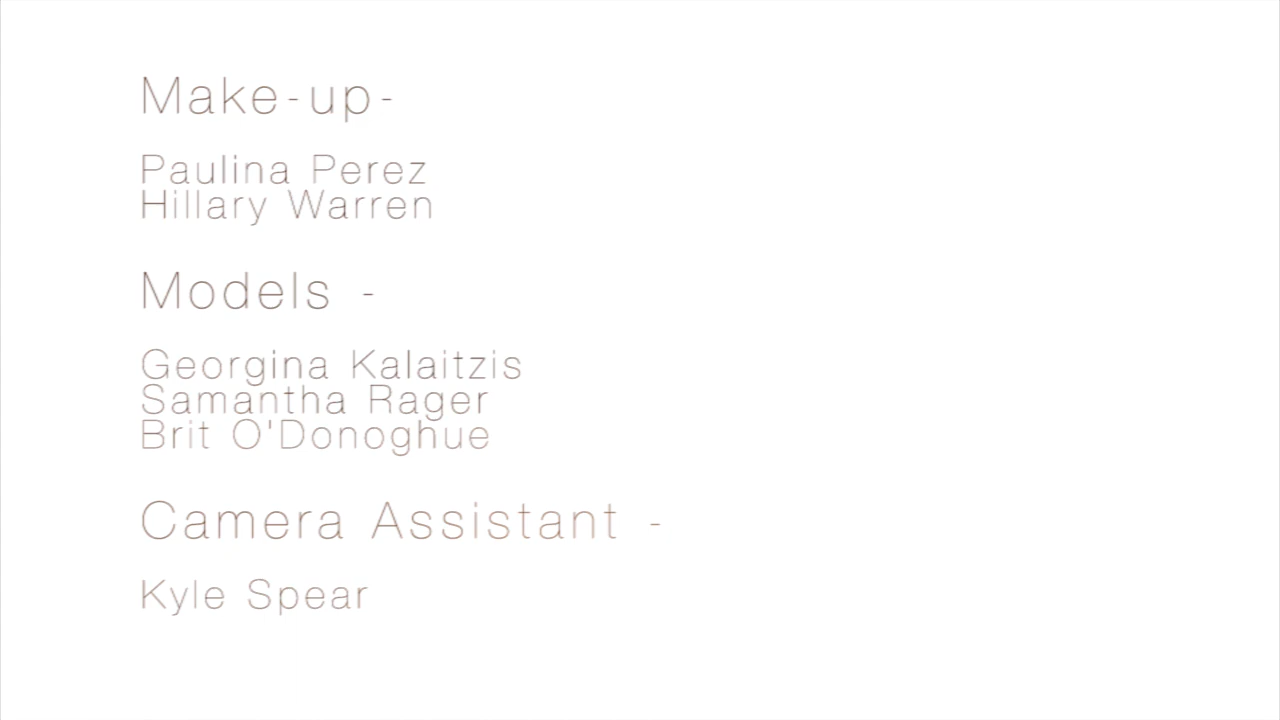 Make-up-
Paulina Perez
Hillary Warren
Models -
Georgina Kalaitzis
Samantha Rager
Brit O'Donoghue
Camera Assistant -
Kyle Spear